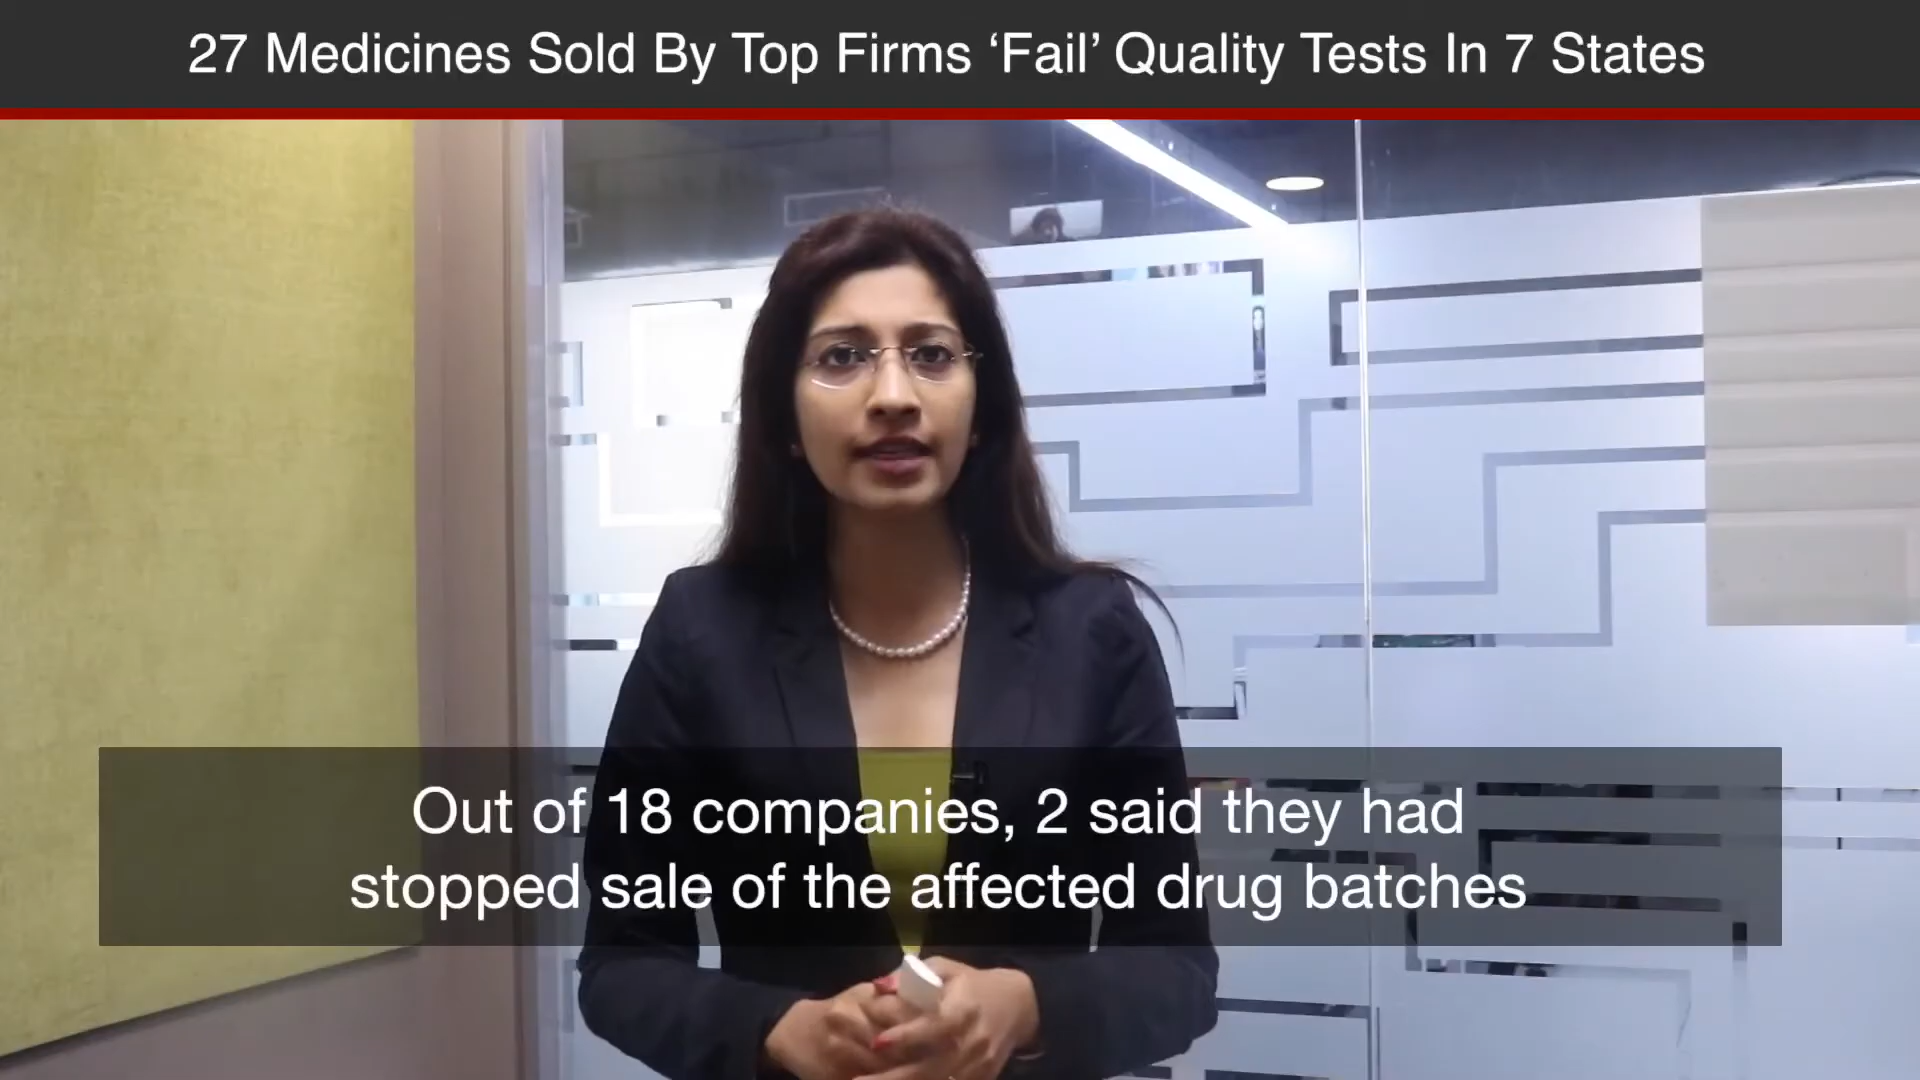 27 Medicines Sold By Top Firms ‘Fail’ Quality Tests In 7 States
Out of 18 companies, 2 said they had
stopped sale of the affected drug batches